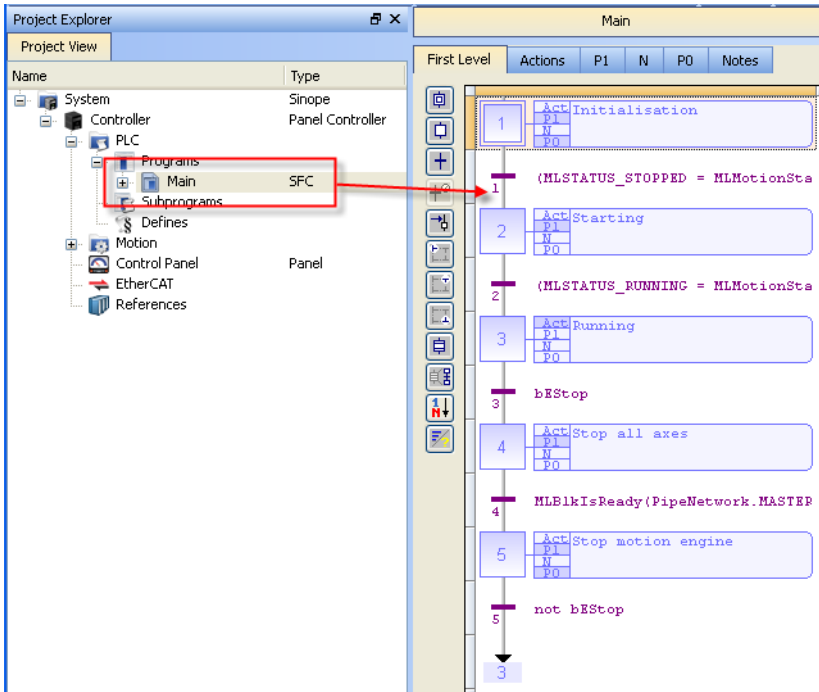 Project Explorer
Project View
Name Type
System Sinope
Controller Panel Controller
PLC
Programs
Main SFC
Subprograms
Defines
Motion
Control Panel Panel
EtherCAT
References
Main
First Level Actions P1 N P0 Notes
1 Act Initialisation
P1
N
P0
1 (MLSTATUS_STOPPED = MLMotionSta
2 Act Starting
P1
N
P0
2 (MLSTATUS_RUNNING = MLMotionSta
3 Act Running
P1
N
P0
3 bEStop
4 Act Stop all axes
P1
N
P0
4 MLBlkIsReady(PipeNetwork.MASTER
5 Act Stop motion engine
P1
N
P0
5 not bEStop
3